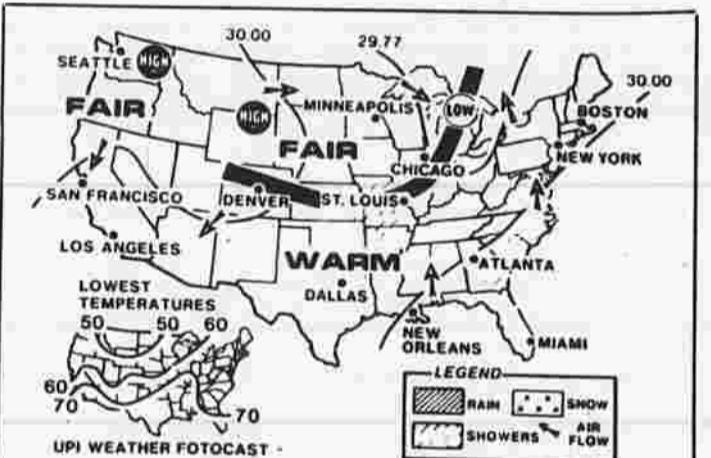 30.00
29.77
SEATTLE
HIGH
30.00
FAIR
HIGH
MINNEAPOLIS
LOW
BOSTON
FAIR
CHICAGO
NEW YORK
SAN FRANCISCO
DENVER
ST. LOUIS
LOS ANGELES
WARM
ATLANTA
LOWEST
TEMPERATURES
DALLAS
50 50 60
NEW
ORLEANS
MIAMI
60
70
70
LEGEND
RAIN
SNOW
SHOWERS
AIR
FLOW
UPI WEATHER FOTOCAST